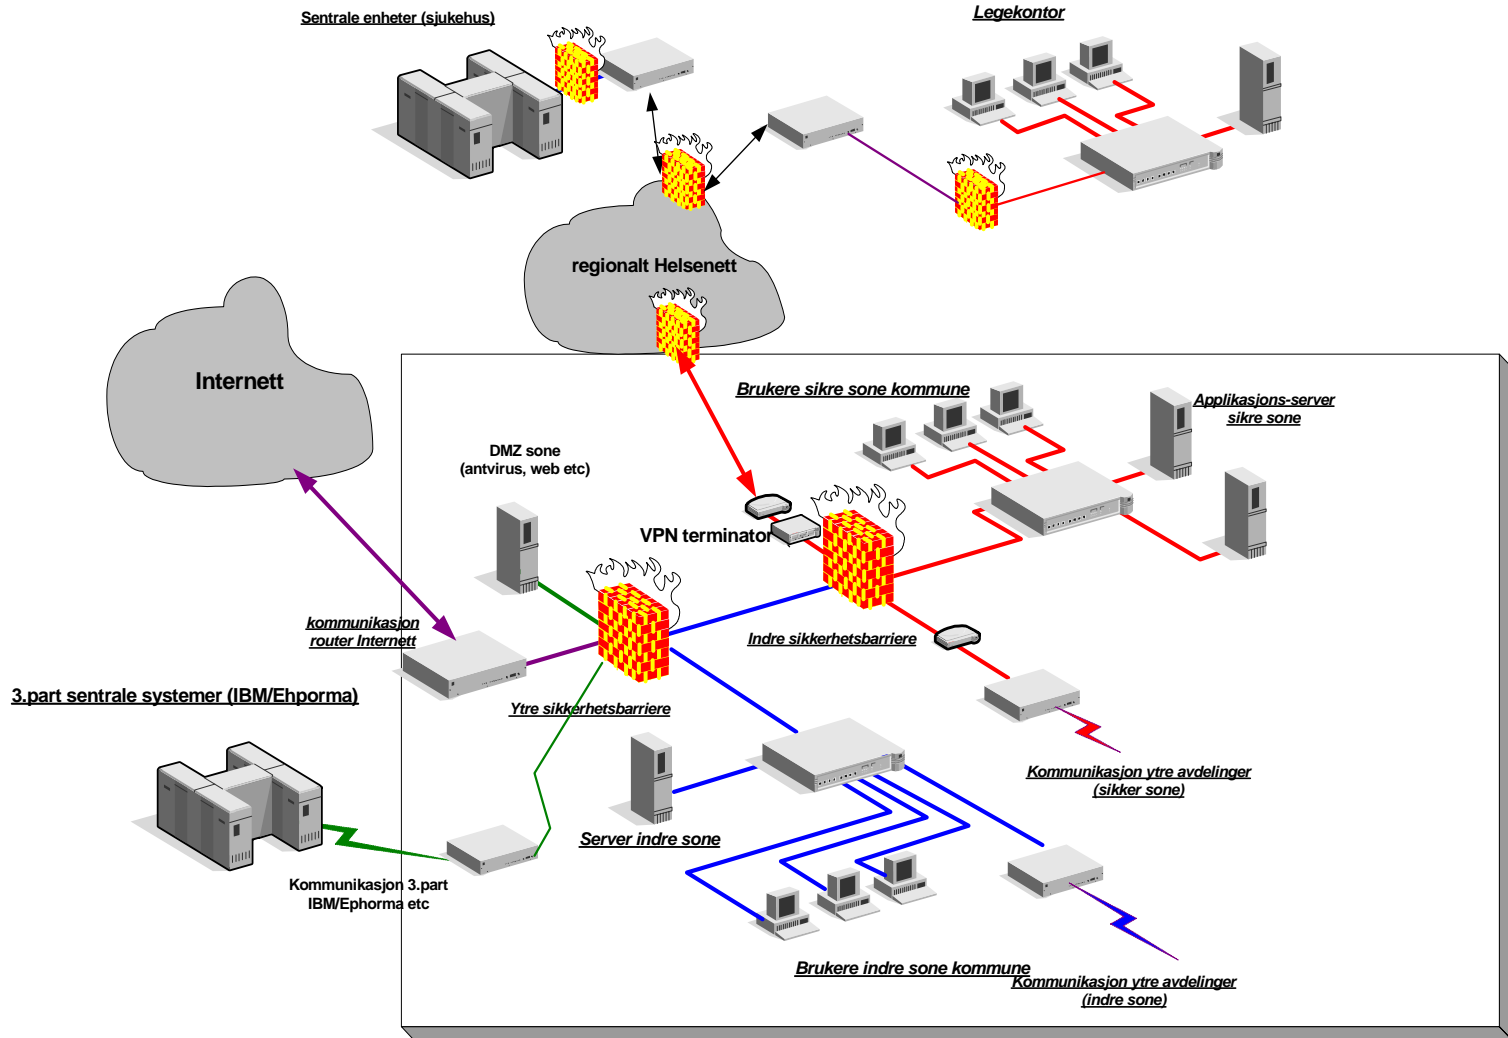 Sentrale enheter (sjukehus)
Legekontor
regionalt Helsenett
Internett
Brukere sikre sone kommune
Applikasjons-server
sikre sone
DMZ sone
(antvirus, web etc)
VPN terminator
kommunikasjon
router Internett
Indre sikkerhetsbarriere
3.part sentrale systemer (IBM/Ehporma)
Ytre sikkerhetsbarriere
Kommunikasjon ytre avdelinger
(sikker sone)
Server indre sone
Kommunikasjon 3.part
IBM/Ephorma etc
Brukere indre sone kommune
Kommunikasjon ytre avdelinger
(indre sone)